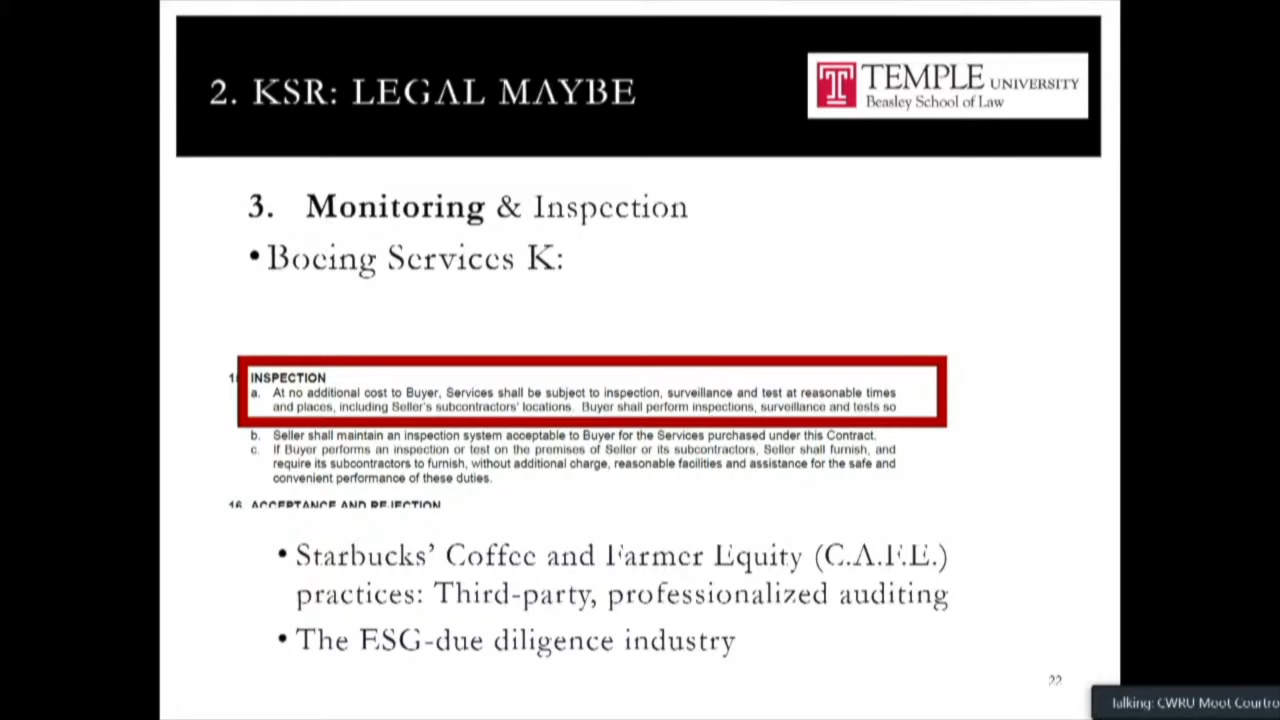 2. KSR: LEGAL MAYBE
TEMPLE UNIVERSITY
Beasley School of Law
3. Monitoring & Inspection
•Boeing Services K:
INSPECTION
a. At no additional cost to Buyer, Services shall be subject to inspection, surveillance and test at reasonable times
and places, including Seller's subcontractors' locations. Buyer shall perform inspections, surveillance and tests so
b. Seller shall maintain an inspection system acceptable to Buyer for the Services purchased under this Contract.
c. If Buyer performs an inspection or test on the premises of Seller or its subcontractors, Seller shall furnish, and
require its subcontractors to furnish, without additional charge, reasonable facilities and assistance for the safe and
convenient performance of these duties.
16. ACCEPTANCE AND REJECTION
• Starbucks' Coffee and Farmer Equity (C.A.F.E.)
practices: Third-party, professionalized auditing
• The ESG-due diligence industry
22
Talking: CWRU Moot Courtro